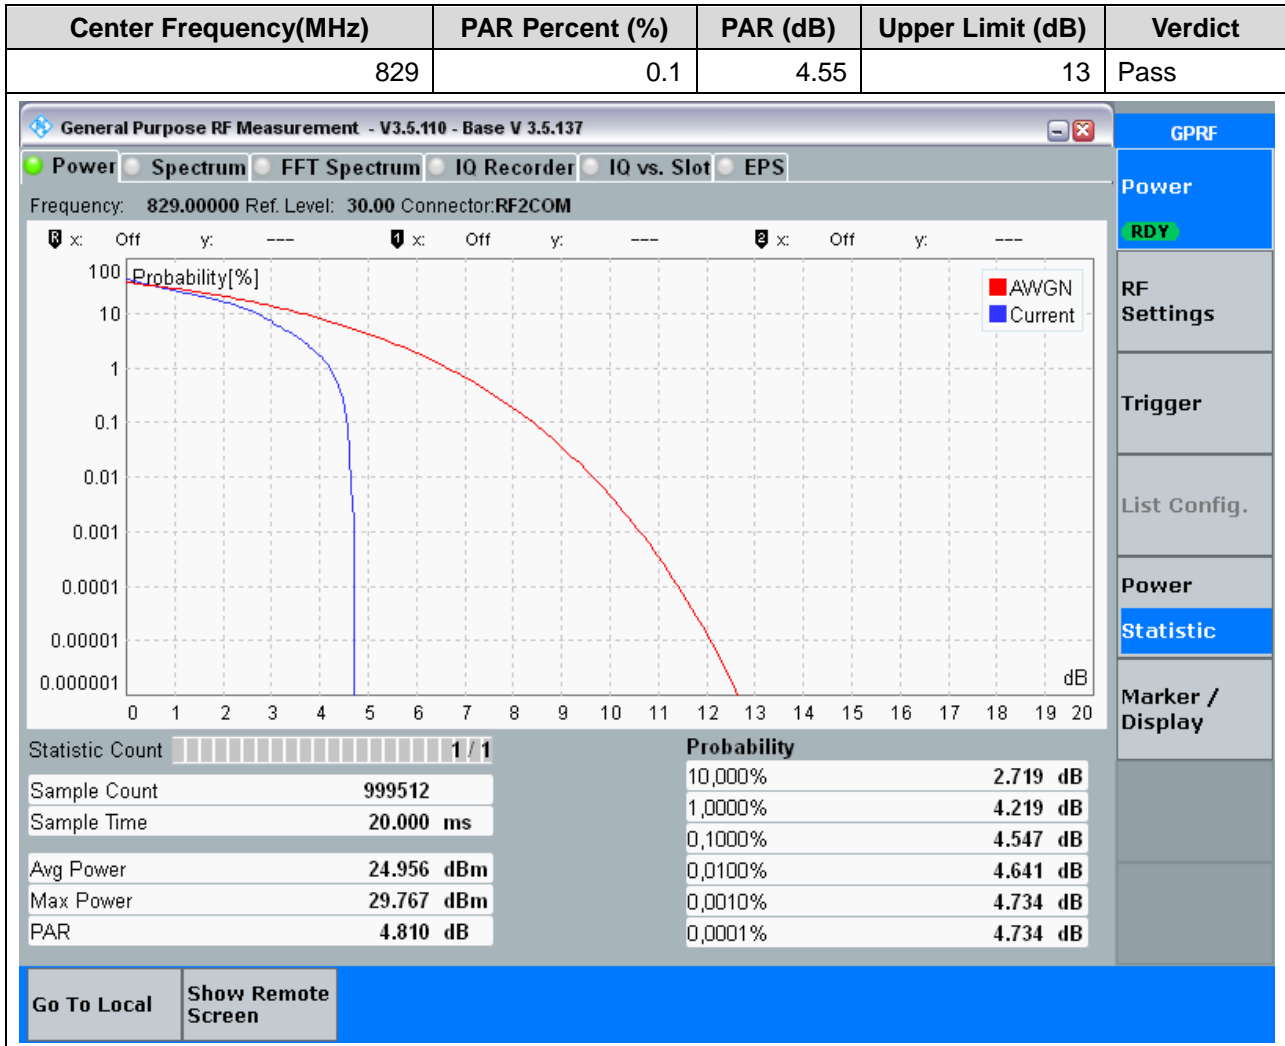 Center Frequency(MHz) PAR Percent (%) PAR (dB) Upper Limit (dB) Verdict
829 0.1 4.55 13 Pass
General Purpose RF Measurement - V3.5.110 - Base V 3.5.137
GPRF
Power Spectrum FFT Spectrum IQ Recorder IQ vs. Slot EPS
Power
RDY
Frequency: 829.00000 Ref. Level: 30.00 Connector:RF2COM
R x: Off y: --- 1 x: Off y: --- 2 x: Off y: ---
Probability[%]
AWGN
Current
100
10
1
0.1
0.01
0.001
0.0001
0.00001
0.000001
dB
0 1 2 3 4 5 6 7 8 9 10 11 12 13 14 15 16 17 18 19 20
RF
Settings
Trigger
List Config.
Power
Statistic
Marker /
Display
Statistic Count 1 / 1
Sample Count 999512
Sample Time 20.000 ms
Avg Power 24.956 dBm
Max Power 29.767 dBm
PAR 4.810 dB
Probability
10,000% 2.719 dB
1,0000% 4.219 dB
0,1000% 4.547 dB
0,0100% 4.641 dB
0,0010% 4.734 dB
0,0001% 4.734 dB
Go To Local
Show Remote
Screen